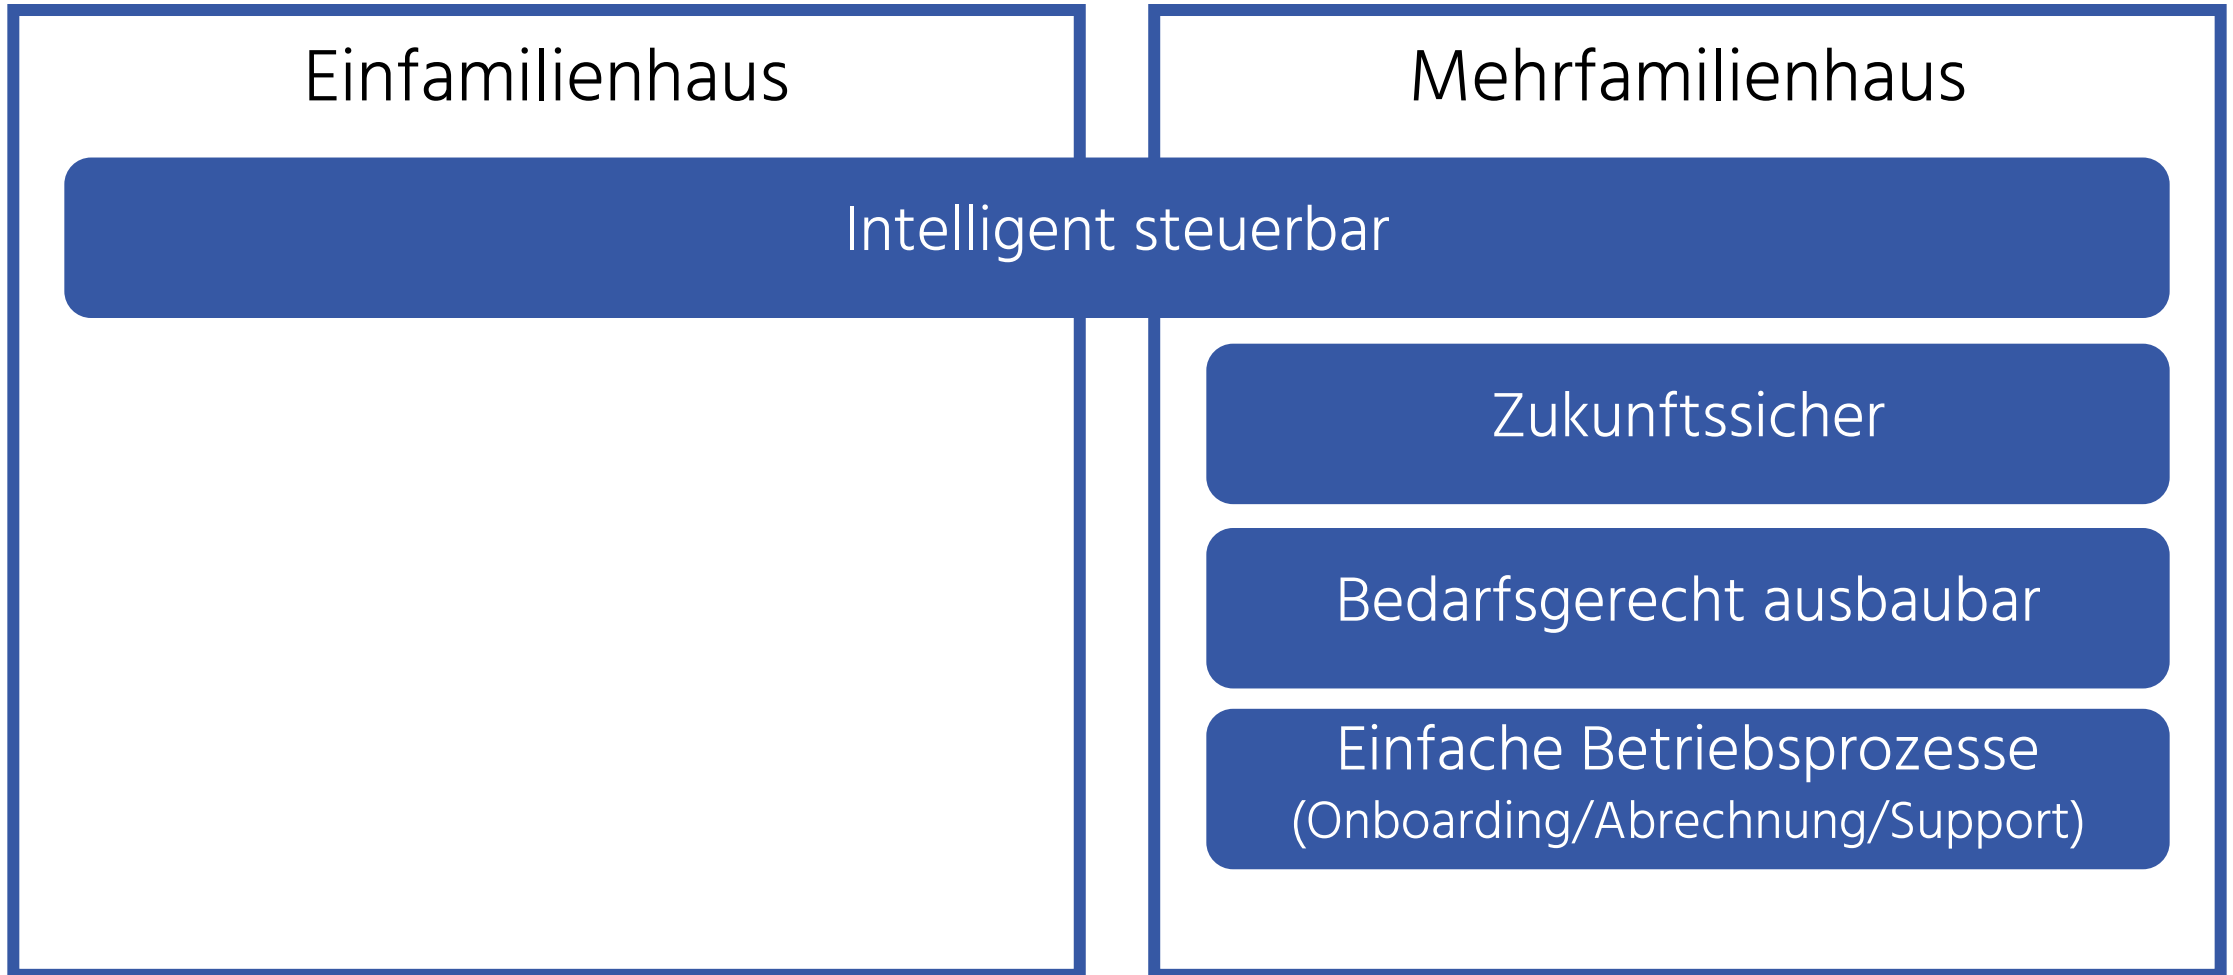 Einfamilienhaus
Mehrfamilienhaus
Intelligent steuerbar
Zukunftssicher
Bedarfsgerecht ausbaubar
Einfache Betriebsprozesse
(Onboarding/Abrechnung/Support)